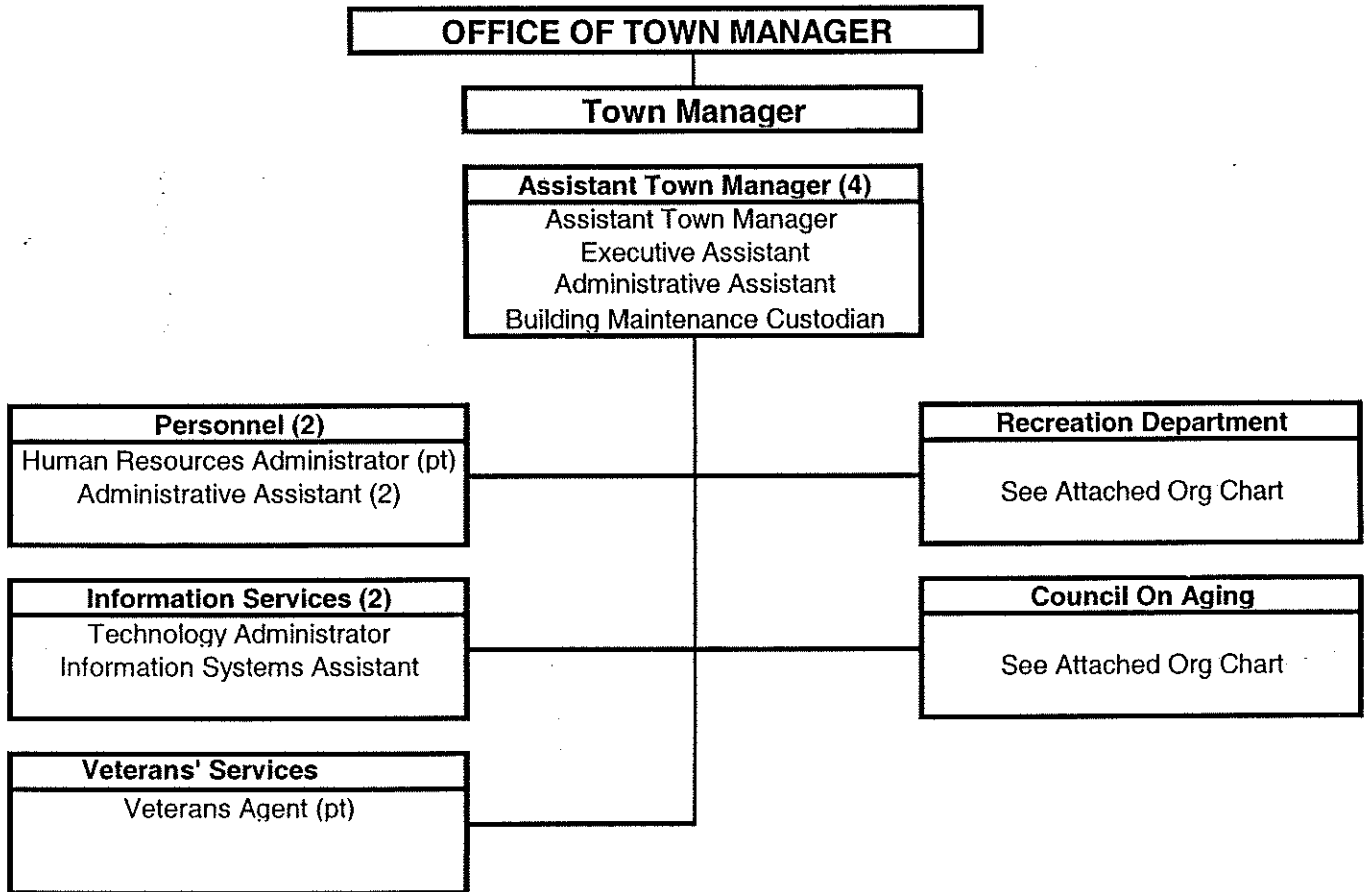 OFFICE OF TOWN MANAGER
Town Manager
Assistant Town Manager (4)
Assistant Town Manager
Executive Assistant
Administrative Assistant
Building Maintenance Custodian
Personnel (2)
Human Resources Administrator (pt)
Administrative Assistant (2)
Recreation Department
See Attached Org Chart
Information Services (2)
Technology Administrator
Information Systems Assistant
Council On Aging
See Attached Org Chart
Veterans' Services
Veterans Agent (pt)